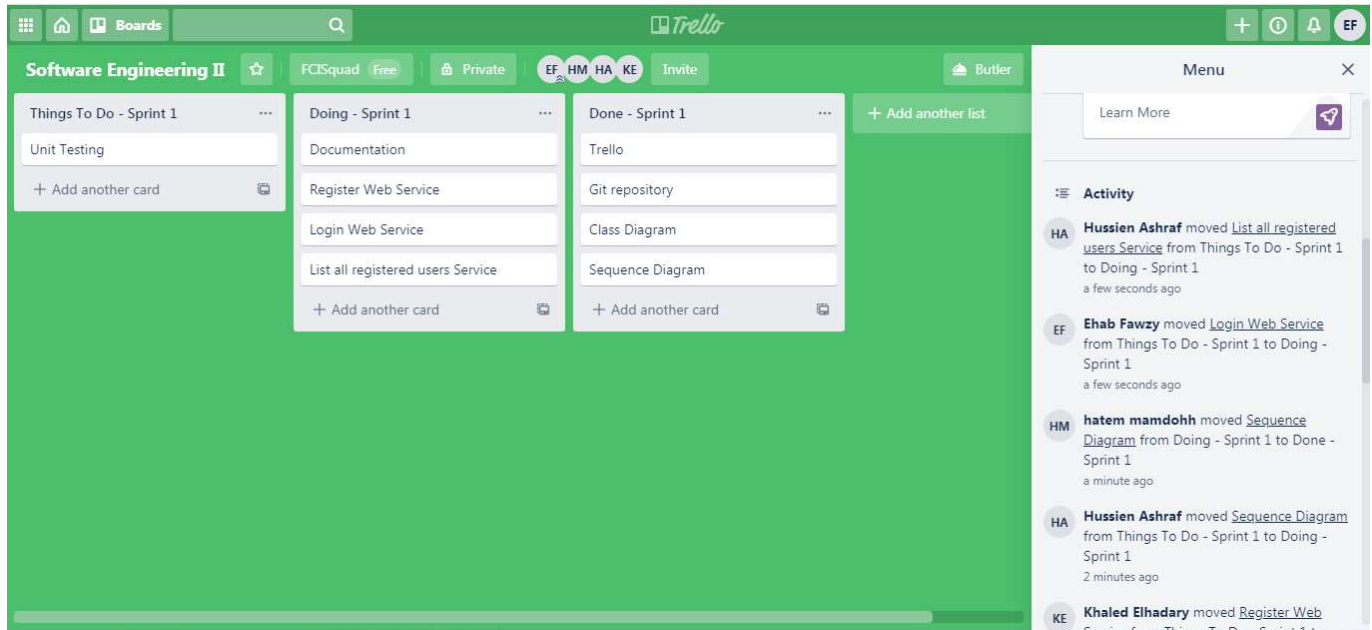 Boards
Trello
EF
Software Engineering II
FCISquad Free
Private
EF HM HA KE
Invite
Butler
Things To Do - Sprint 1
Unit Testing
+ Add another card
Doing - Sprint 1
Documentation
Register Web Service
Login Web Service
List all registered users Service
+ Add another card
Done - Sprint 1
Trello
Git repository
Class Diagram
Sequence Diagram
+ Add another card
+ Add another list
Menu
Learn More
Activity
HA
Hussien Ashraf moved List all registered
users Service from Things To Do - Sprint 1
to Doing - Sprint 1
a few seconds ago
EF
Ehab Fawzy moved Login Web Service
from Things To Do - Sprint 1 to Doing -
Sprint 1
a few seconds ago
HM
hatem mamdohh moved Sequence
Diagram from Doing - Sprint 1 to Done -
Sprint 1
a minute ago
HA
Hussien Ashraf moved Sequence Diagram
from Things To Do - Sprint 1 to Doing -
Sprint 1
2 minutes ago
KE
Khaled Elhadary moved Register Web